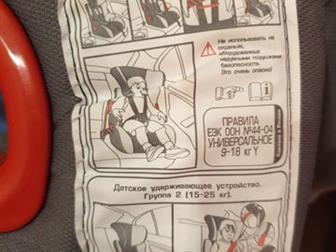 Не использовать на
сиденьях,
оборудованных
надувными подушками
безопасности.
Это очень опасно!
ПРАВИЛА
ЕЭК ООН №44-04
УНИВЕРСАЛЬНОЕ
9-18 кг Y
Детское удерживающее устройство.
Группа 2 (15-25 кг).